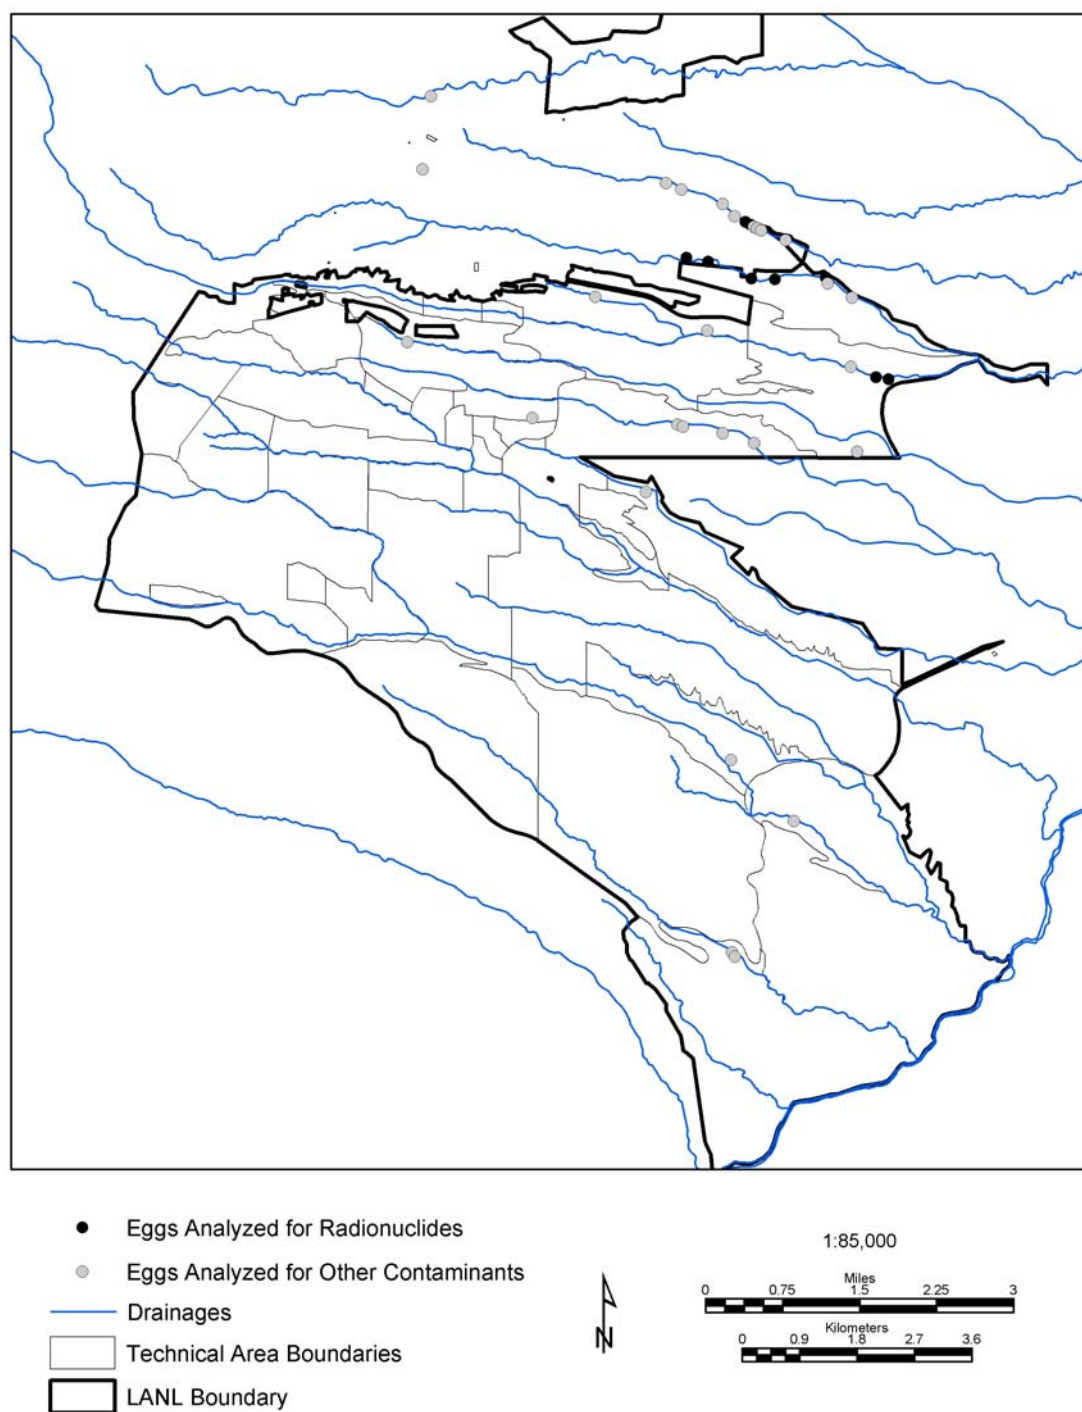 Eggs Analyzed for Radionuclides
Eggs Analyzed for Other Contaminants
Drainages
Technical Area Boundaries
LANL Boundary
N
1:85,000
Miles
0 0.75 1.5 2.25 3
Kilometers
0 0.9 1.8 2.7 3.6